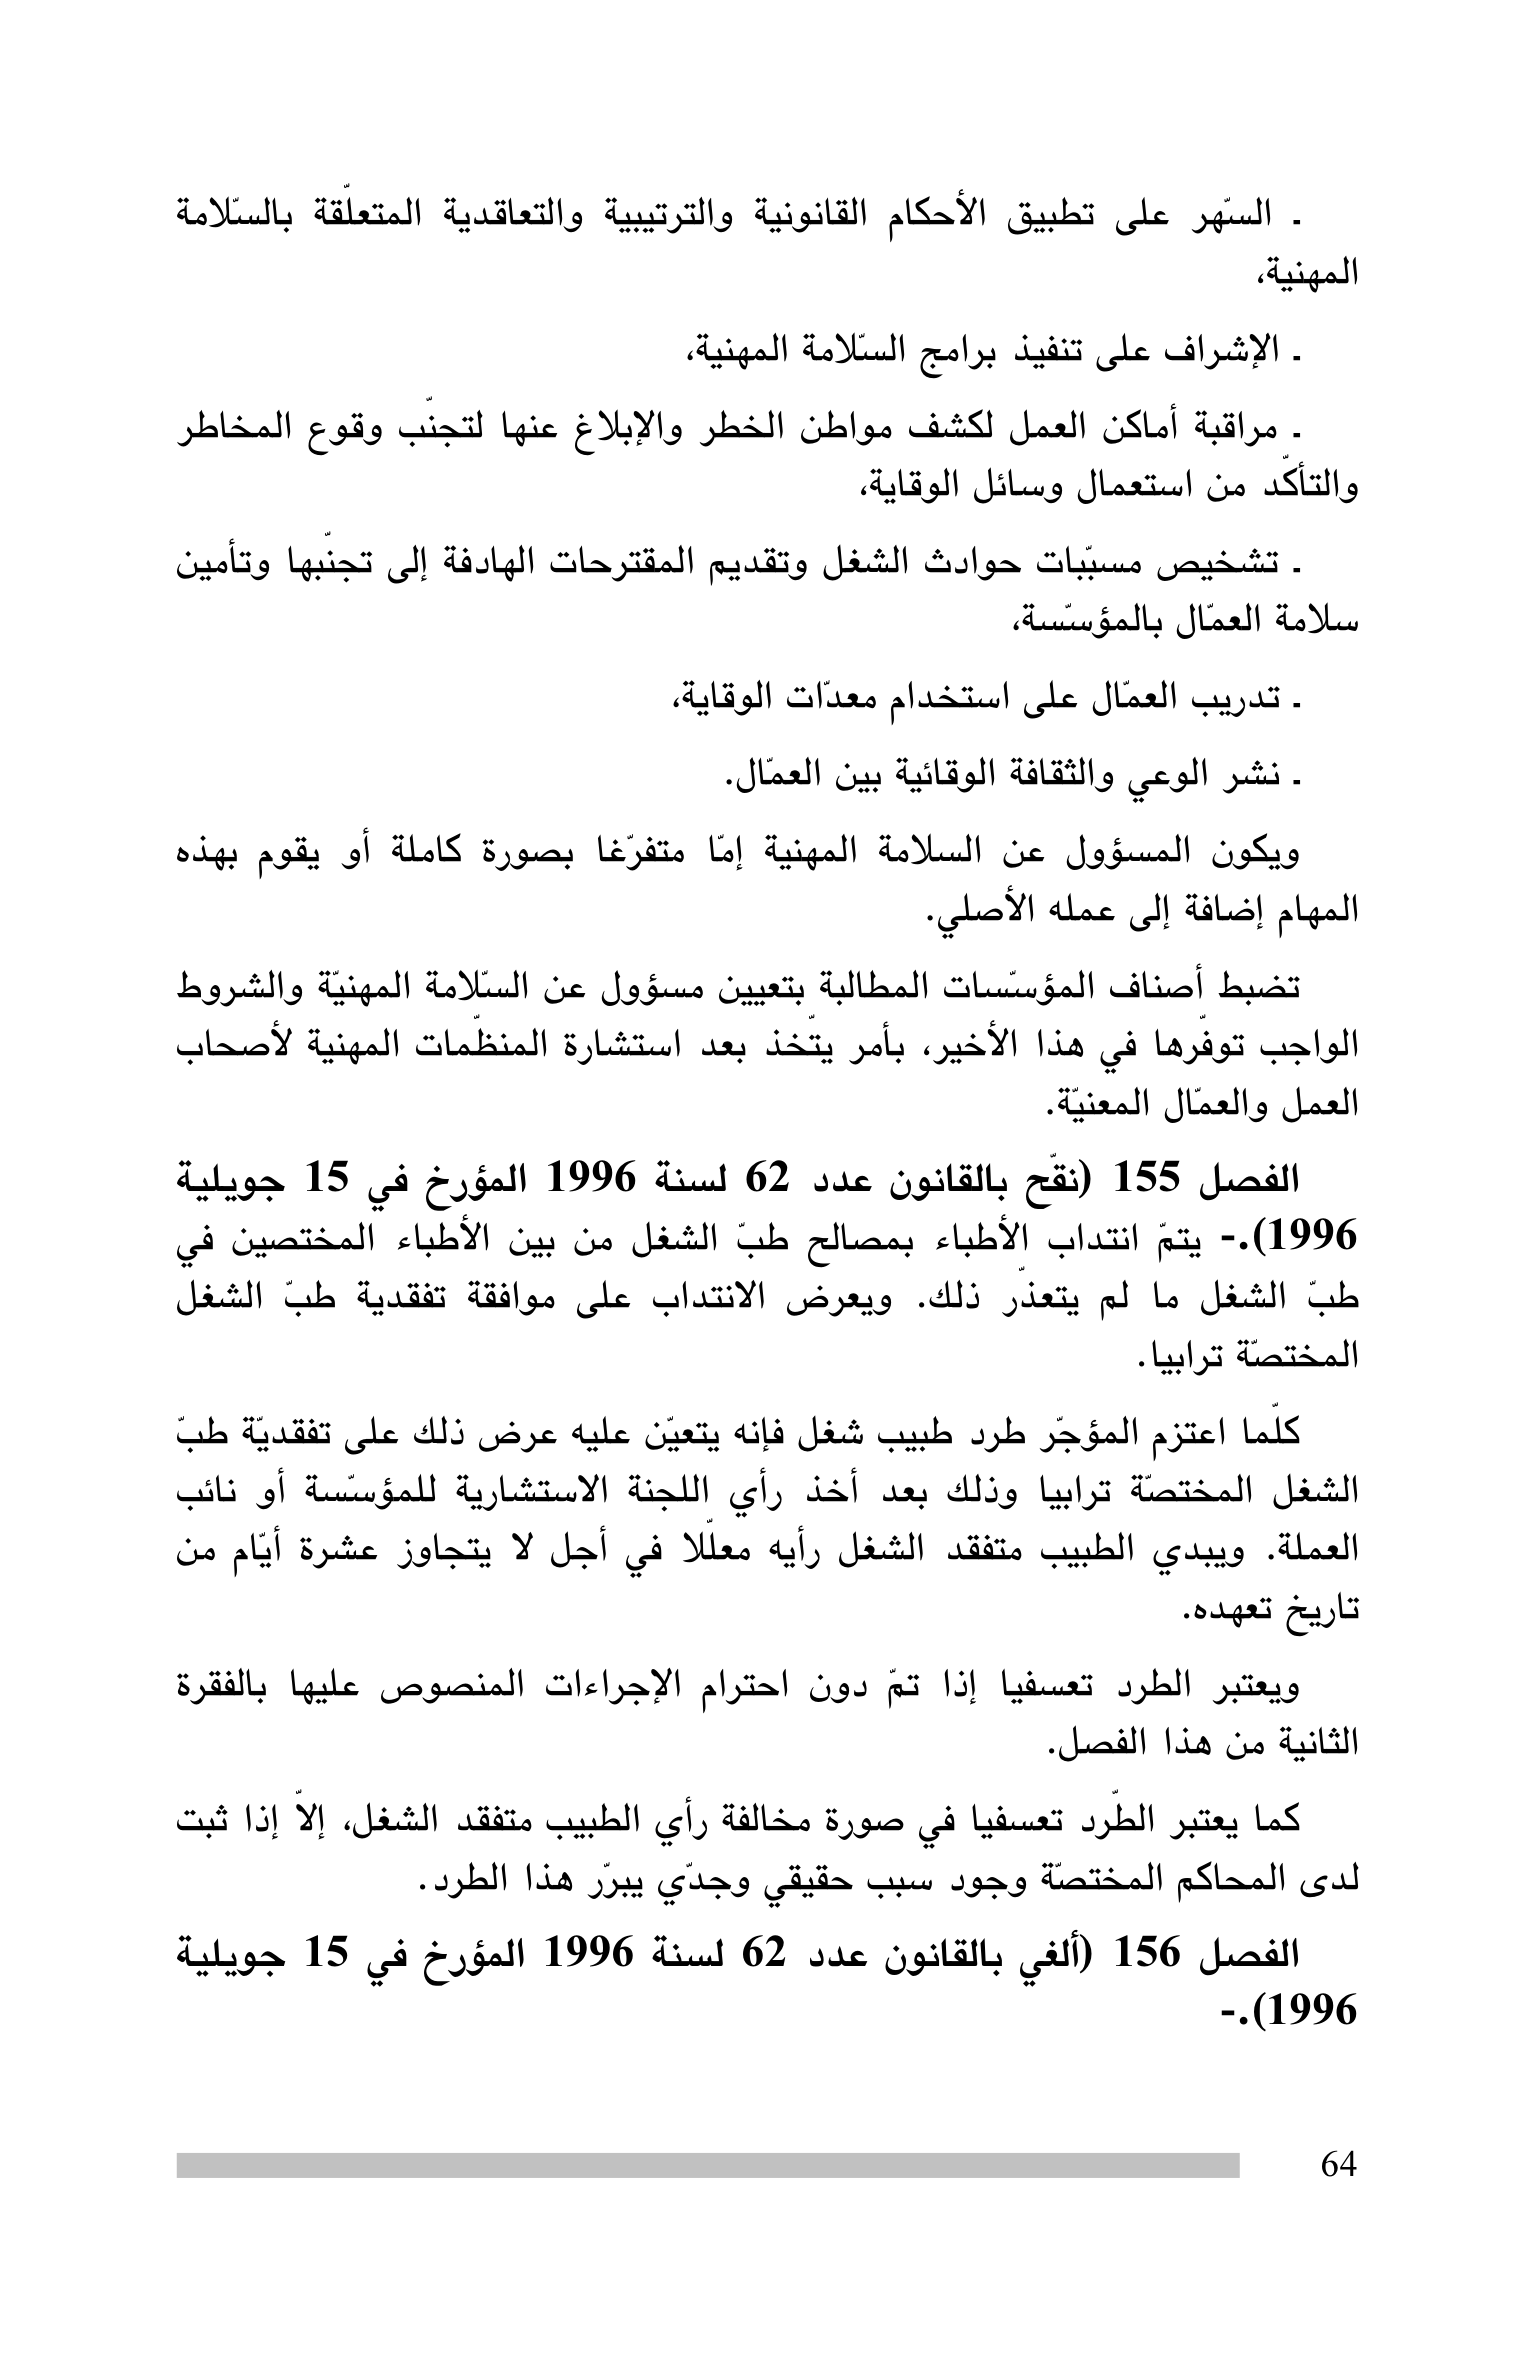 ـ السّهر على تطبيق الأحكام القانونية والترتيبية والتعاقدية المتعلّقة بالسّلامة
المهنية،
ـ الإشراف على تنفيذ برامج السّلامة المهنية،
ـ مراقبة أماكن العمل لكشف مواطن الخطر والإبلاغ عنها لتجنّب وقوع المخاطر
والتأكّد من استعمال وسائل الوقاية،
ـ تشخيص مسبّبات حوادث الشغل وتقديم المقترحات الهادفة إلى تجنّبها وتأمين
سلامة العمّال بالمؤسّسة،
ـ تدريب العمّال على استخدام معدّات الوقاية،
ـ نشر الوعي والثقافة الوقائية بين العمّال.
ويكون المسؤول عن السلامة المهنية إمّا متفرّغا بصورة كاملة أو يقوم بهذه
المهام إضافة إلى عمله الأصلي.
تضبط أصناف المؤسّسات المطالبة بتعيين مسؤول عن السّلامة المهنيّة والشروط
الواجب توفّرها في هذا الأخير، بأمر يتّخذ بعد استشارة المنظّمات المهنية لأصحاب
العمل والعمّال المعنيّة.
الفصل 155 (نقّح بالقانون عدد 62 لسنة 1996 المؤرخ في 15 جويلية
1996).- يتمّ انتداب الأطباء بمصالح طبّ الشغل من بين الأطباء المختصين في
طبّ الشغل ما لم يتعذّر ذلك. ويعرض الانتداب على موافقة تفقدية طبّ الشغل
المختصّة ترابيا.
كلّما اعتزم المؤجّر طرد طبيب شغل فإنه يتعيّن عليه عرض ذلك على تفقديّة طبّ
الشغل المختصّة ترابيا وذلك بعد أخذ رأي اللجنة الاستشارية للمؤسّسة أو نائب
العملة. ويبدي الطبيب متفقد الشغل رأيه معلّلا في أجل لا يتجاوز عشرة أيّام من
تاريخ تعهده.
ويعتبر الطرد تعسفيا إذا تمّ دون احترام الإجراءات المنصوص عليها بالفقرة
الثانية من هذا الفصل.
كما يعتبر الطّرد تعسفيا في صورة مخالفة رأي الطبيب متفقد الشغل، إلاّ إذا ثبت
لدى المحاكم المختصّة وجود سبب حقيقي وجدّي يبرّر هذا الطرد.
الفصل 156 (ألغي بالقانون عدد 62 لسنة 1996 المؤرخ في 15 جويلية
1996).-
64